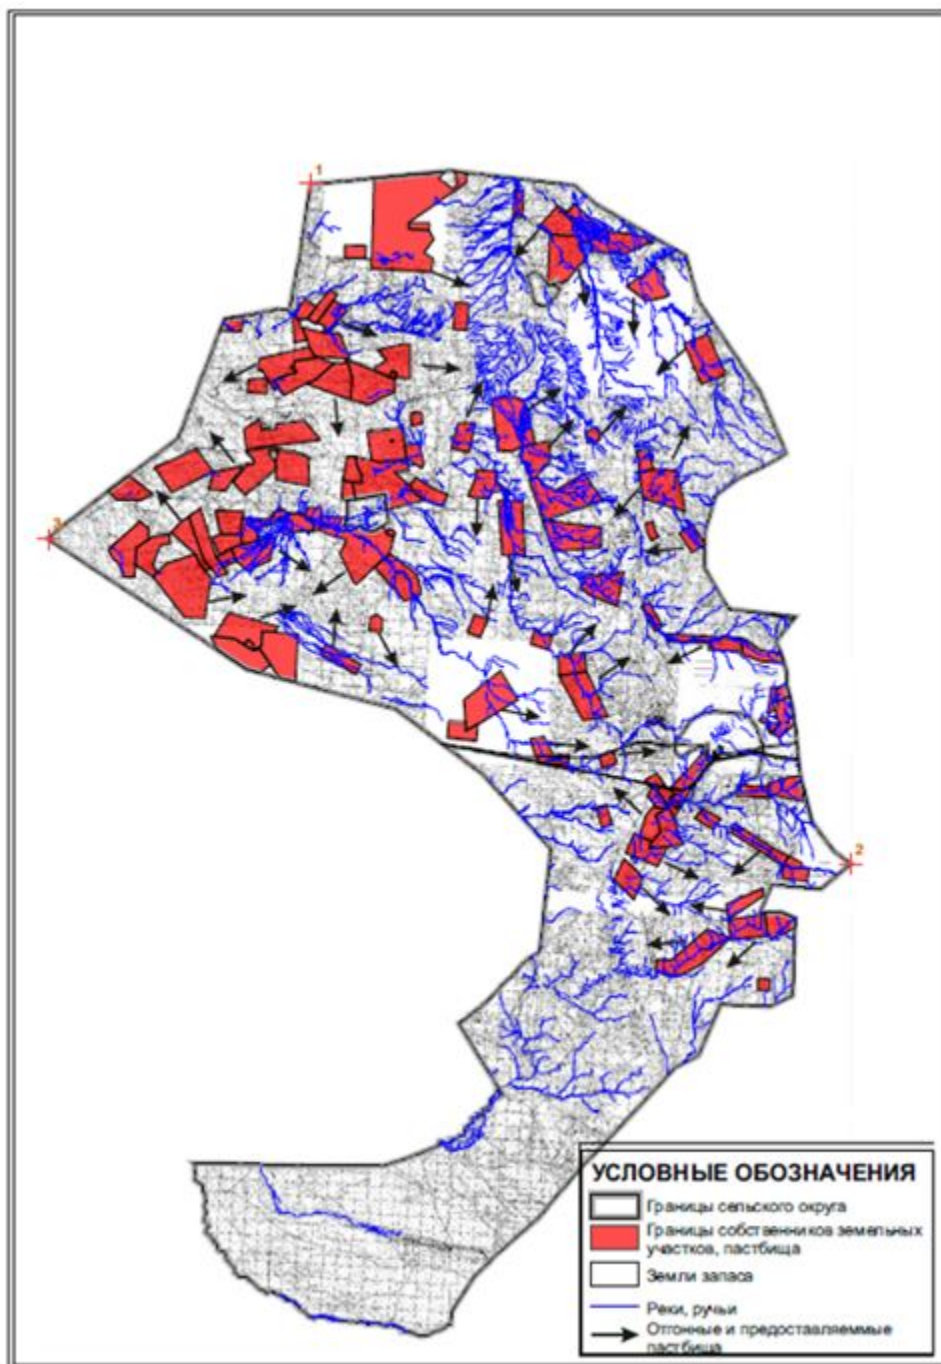 1
3
2
УСЛОВНЫЕ ОБОЗНАЧЕНИЯ
Границы сельского округа
Границы собственников земельных
участков, пастбища
Земли запаса
Реки, ручьи
Отгонные и предоставляеммые
пастбища